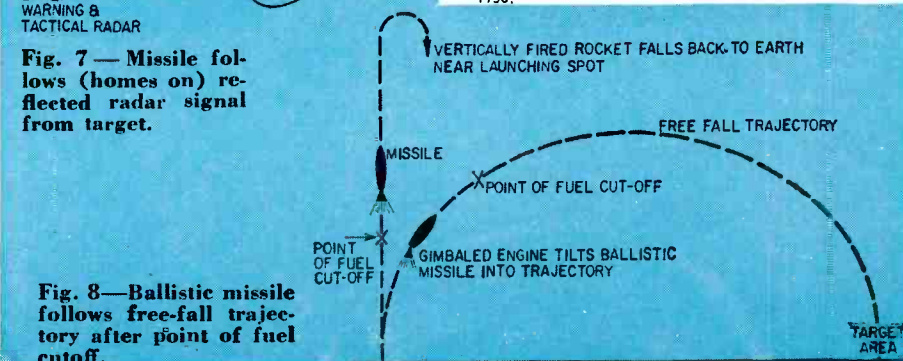 WARNING &
TACTICAL RADAR
Fig. 7 — Missile fol-
lows (homes on) re-
flected radar signal
from target.
VERTICALLY FIRED ROCKET FALLS BACK TO EARTH
NEAR LAUNCHING SPOT
FREE FALL TRAJECTORY
MISSILE
POINT OF FUEL CUT-OFF
POINT
OF FUEL
CUT-OFF
GIMBALED ENGINE TILTS BALLISTIC
MISSILE INTO TRAJECTORY
Fig. 8—Ballistic missile
follows free-fall trajec-
tory after point of fuel
cutoff.
TARGET
AREA